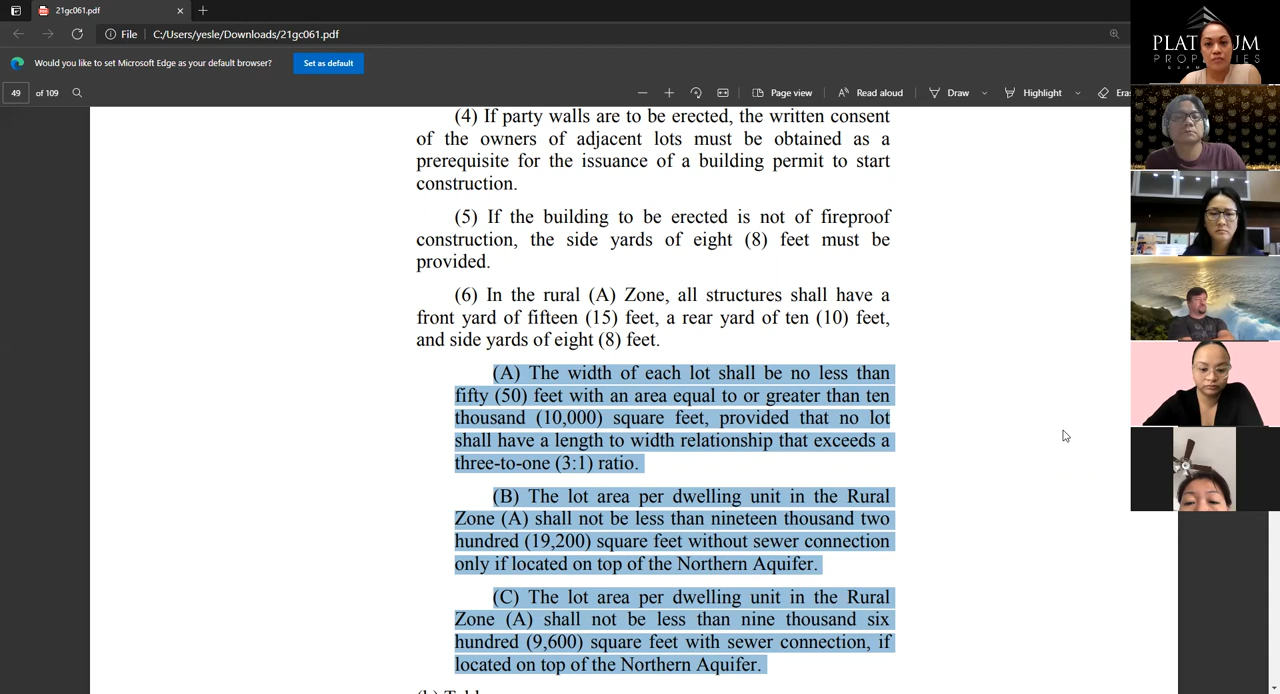 21gc061.pdf
File C:/Users/yesle/Downloads/21gc061.pdf
Would you like to set Microsoft Edge as your default browser? Set as default
49 of 109 Page view Read aloud Draw Highlight Eras
(4) If party walls are to be erected, the written consent
of the owners of adjacent lots must be obtained as a
prerequisite for the issuance of a building permit to start
construction.
(5) If the building to be erected is not of fireproof
construction, the side yards of eight (8) feet must be
provided.
(6) In the rural (A) Zone, all structures shall have a
front yard of fifteen (15) feet, a rear yard of ten (10) feet,
and side yards of eight (8) feet.
(A) The width of each lot shall be no less than
fifty (50) feet with an area equal to or greater than ten
thousand (10,000) square feet, provided that no lot
shall have a length to width relationship that exceeds a
three-to-one (3:1) ratio.
(B) The lot area per dwelling unit in the Rural
Zone (A) shall not be less than nineteen thousand two
hundred (19,200) square feet without sewer connection
only if located on top of the Northern Aquifer.
(C) The lot area per dwelling unit in the Rural
Zone (A) shall not be less than nine thousand six
hundred (9,600) square feet with sewer connection, if
located on top of the Northern Aquifer.